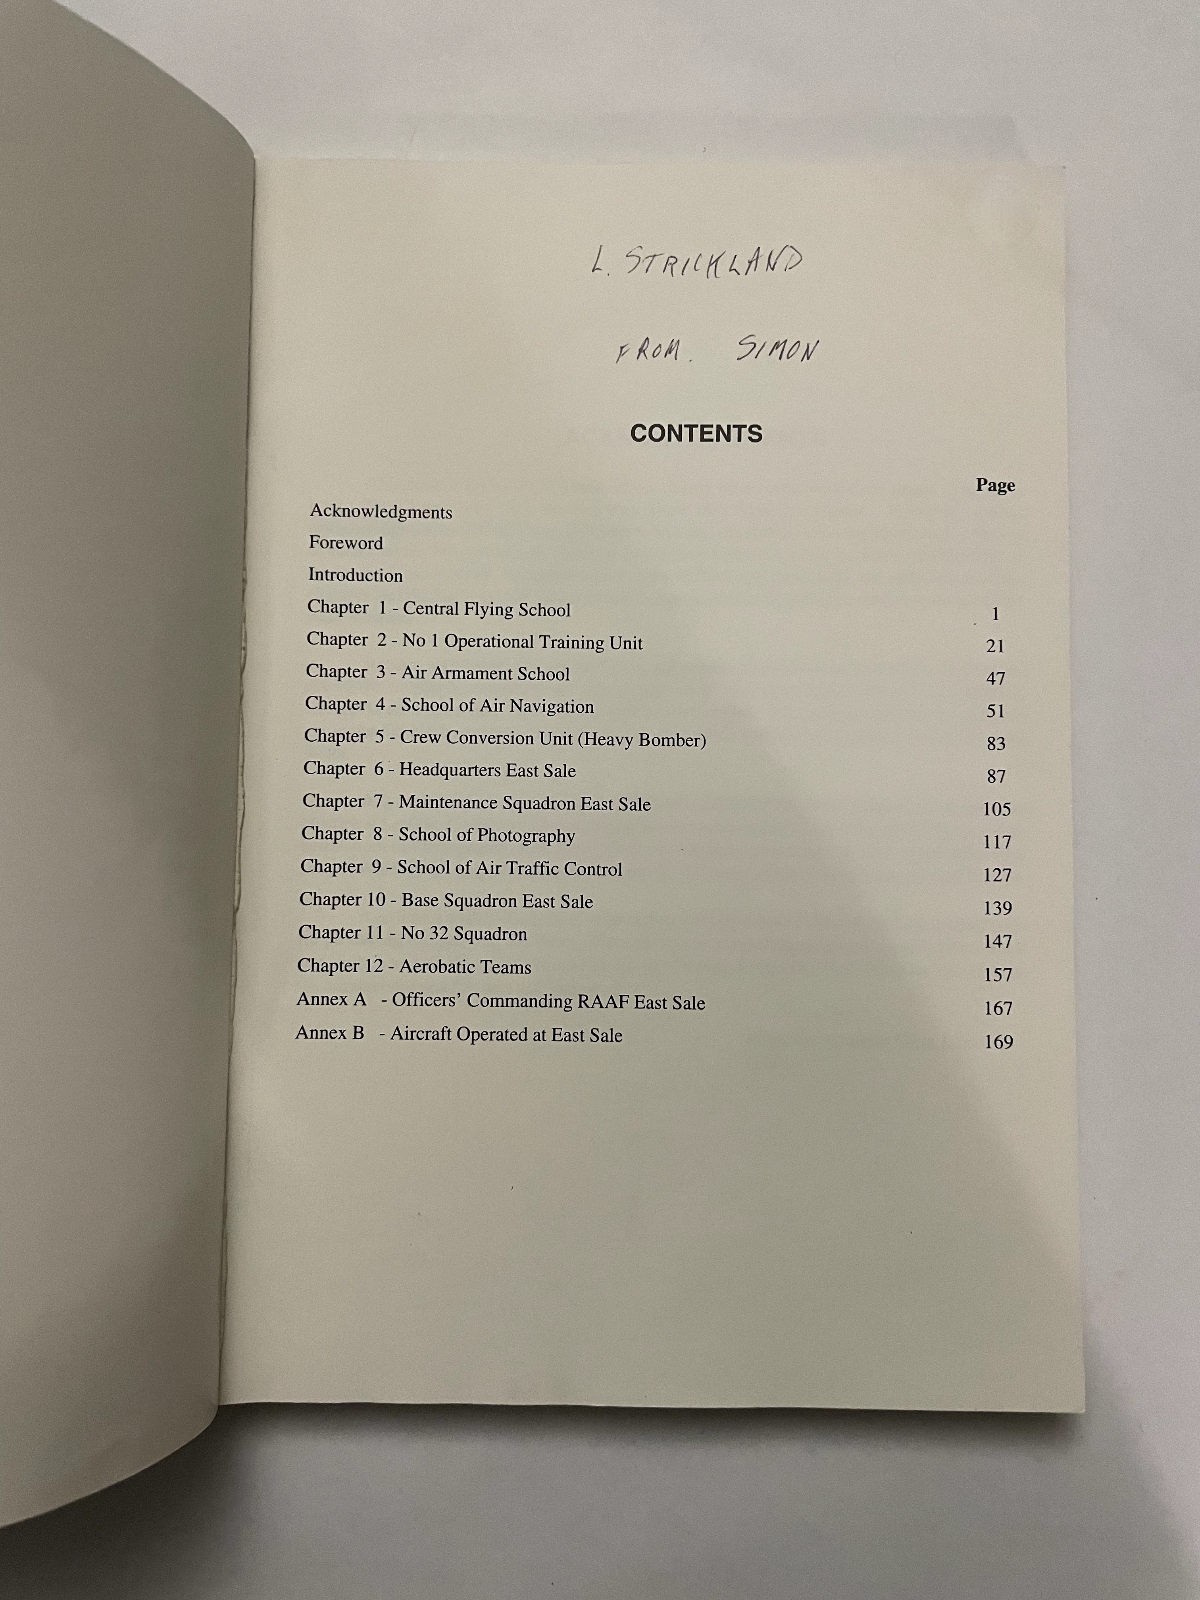 L. STRICKLAND
FROM. SIMON
CONTENTS
Page
Acknowledgments
Foreword
Introduction
Chapter 1 - Central Flying School 1
Chapter 2 - No 1 Operational Training Unit 21
Chapter 3 - Air Armament School 47
Chapter 4 - School of Air Navigation 51
Chapter 5 - Crew Conversion Unit (Heavy Bomber) 83
Chapter 6 - Headquarters East Sale 87
Chapter 7 - Maintenance Squadron East Sale 105
Chapter 8 - School of Photography 117
Chapter 9 - School of Air Traffic Control 127
Chapter 10 - Base Squadron East Sale 139
Chapter 11 - No 32 Squadron 147
Chapter 12 - Aerobatic Teams 157
Annex A - Officers' Commanding RAAF East Sale 167
Annex B - Aircraft Operated at East Sale 169